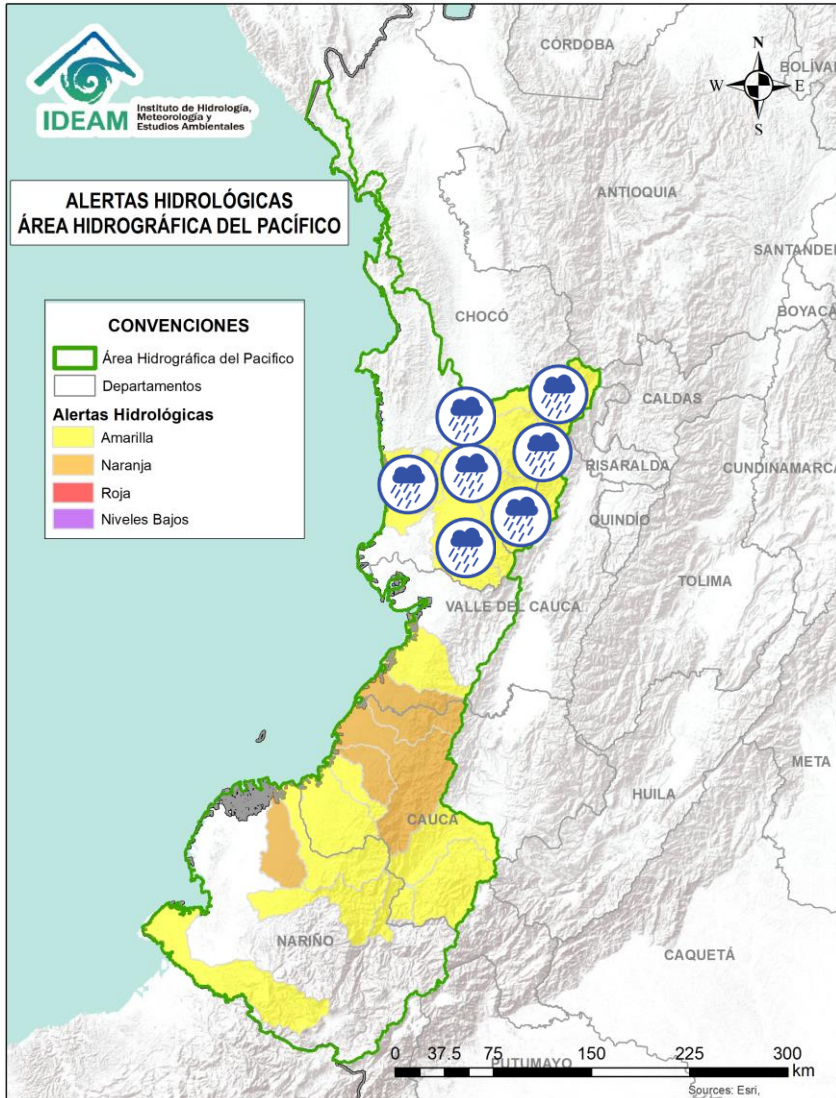 IDEAM
Instituto de Hidrología,
Meteorología y
Estudios Ambientales
ALERTAS HIDROLÓGICAS
ÁREA HIDROGRÁFICA DEL PACÍFICO
CONVENCIONES
Área Hidrográfica del Pacifico
Departamentos
Alertas Hidrológicas
Amarilla
Naranja
Roja
Niveles Bajos
N
W E
S
CÓRDOBA
BOLÍVAR
ANTIOQUIA
SANTANDER
BOYACÁ
CHOCÓ
CALDAS
RISARALDA
CUNDINAMARCA
QUINDÍO
TOLIMA
VALLE DEL CAUCA
META
HUILA
CAUCA
NARIÑO
CAQUETÁ
PUTUMAYO
0 37.5 75 150 225 300
km
Sources: Esri,